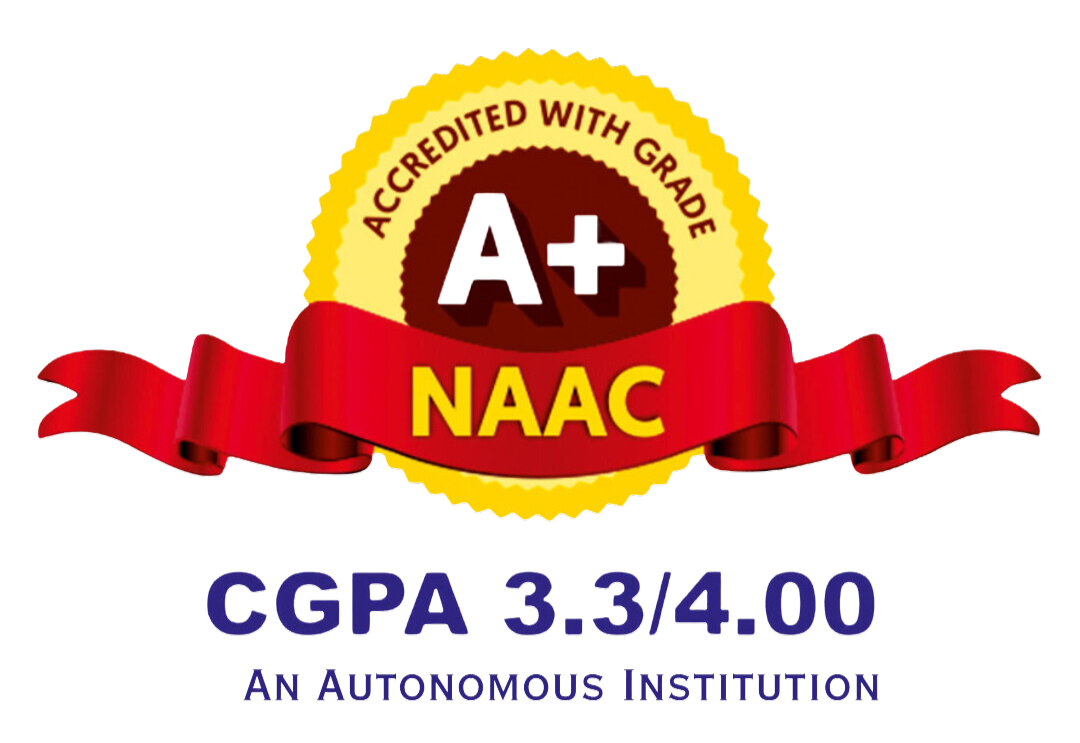 ACCREDITED WITH GRADE
A+
NAAC
CGPA 3.3/4.00
AN AUTONOMOUS INSTITUTION